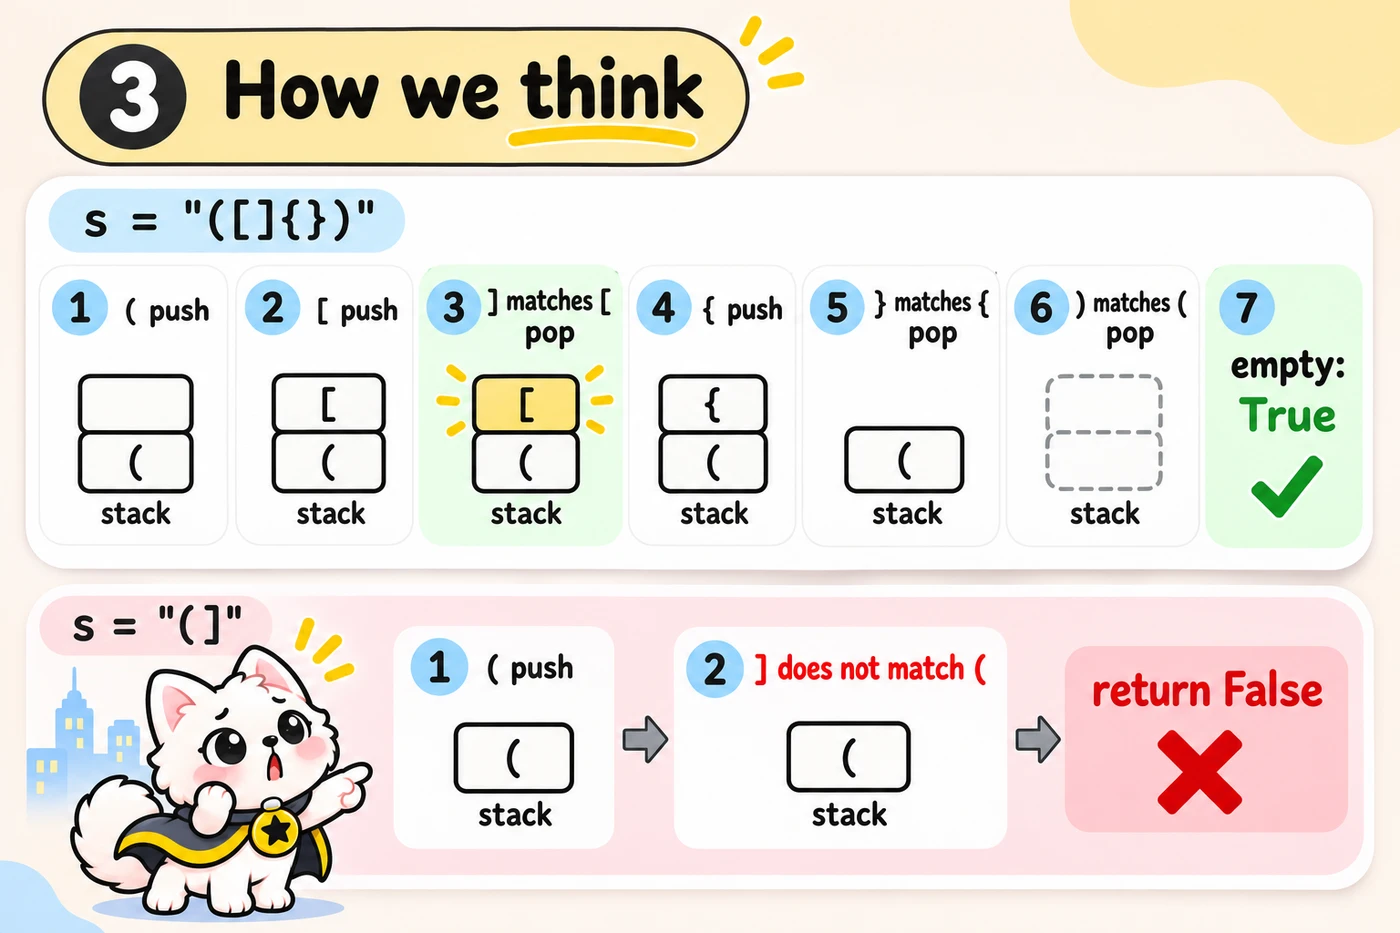 3 How we think
s = "([]{})"
1 ( push
(
stack
2 [ push
[
(
stack
3 ] matches [
pop
[
(
stack
4 { push
{
(
stack
5 } matches {
pop
(
stack
6 ) matches (
pop
stack
7
empty:
True
s = "(]"
1 ( push
(
stack
2 ] does not match (
(
stack
return False